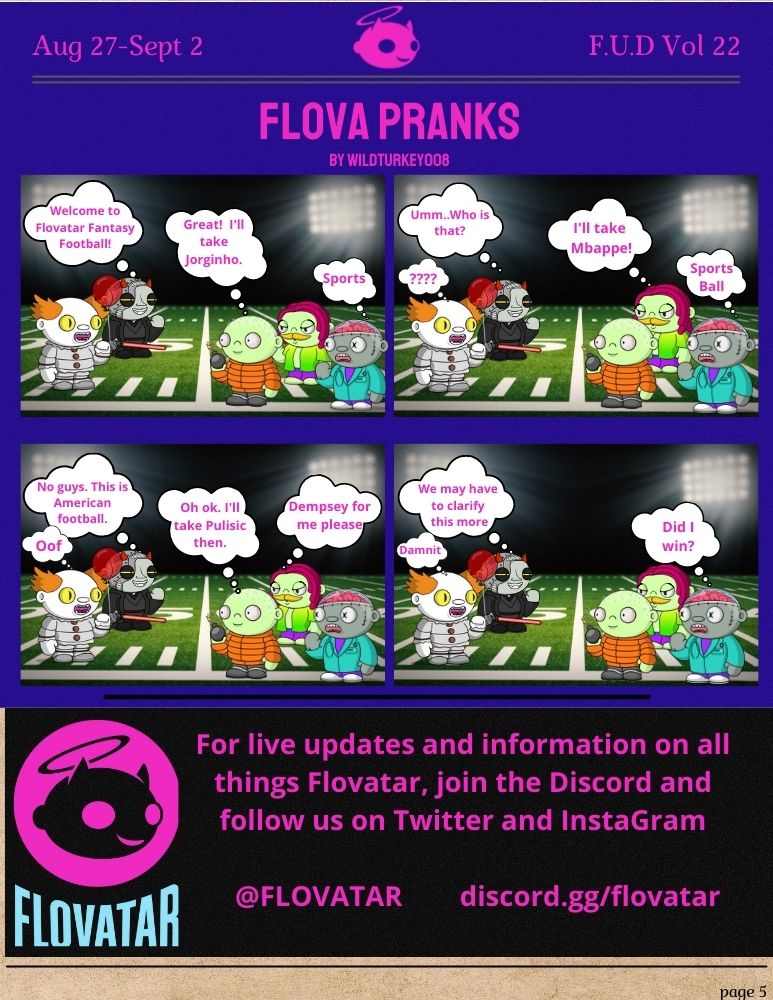 Aug 27-Sept 2
F.U.D Vol 22
FLOVA PRANKS
BY WILDTURKEY008
Welcome to
Flovatar Fantasy
Football!
Great! I'll
take
Jorginho.
Sports
Umm..Who is
that?
????
I'll take
Mbappe!
Sports
Ball
No guys. This is
American
football.
Oof
Oh ok. I'll
take Pulisic
then.
Dempsey for
me please
We may have
to clarify
this more
Damnit
Did I
win?
For live updates and information on all
things Flovatar, join the Discord and
follow us on Twitter and InstaGram
@FLOVATAR
discord.gg/flovatar
FLOVATAR
page 5